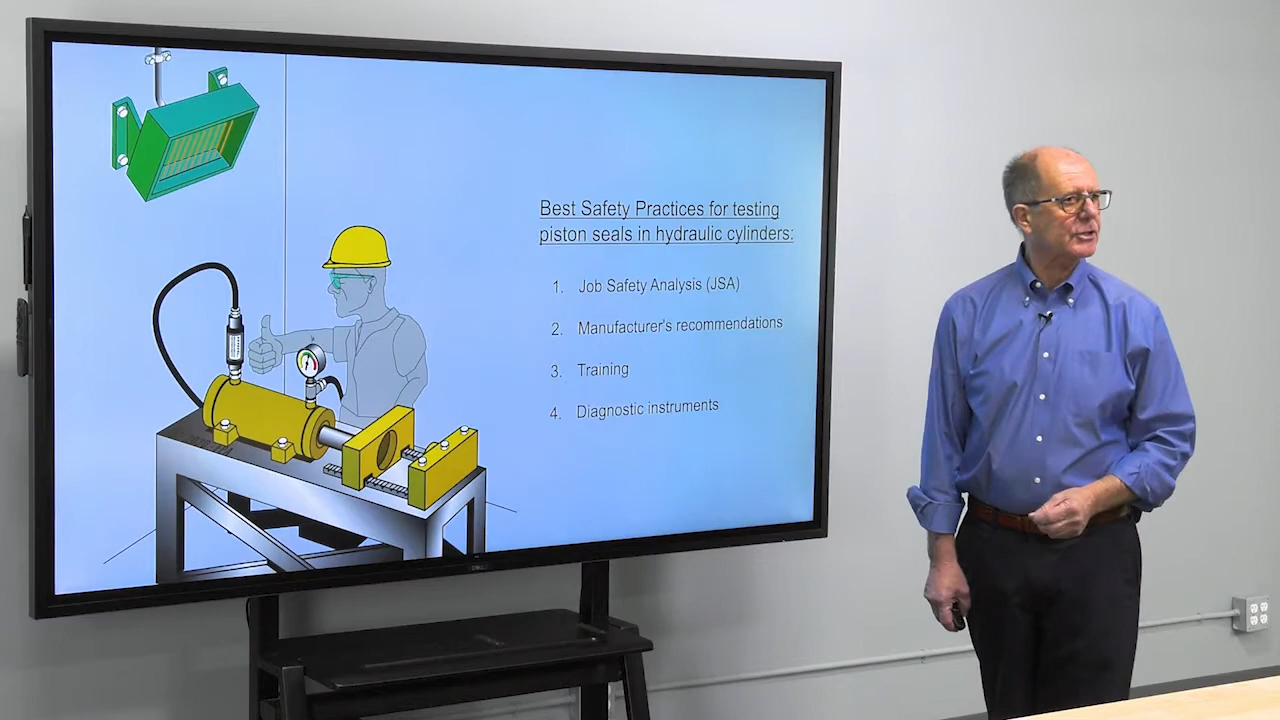 Best Safety Practices for testing
piston seals in hydraulic cylinders:
1. Job Safety Analysis (JSA)
2. Manufacturer's recommendations
3. Training
4. Diagnostic instruments
DELL